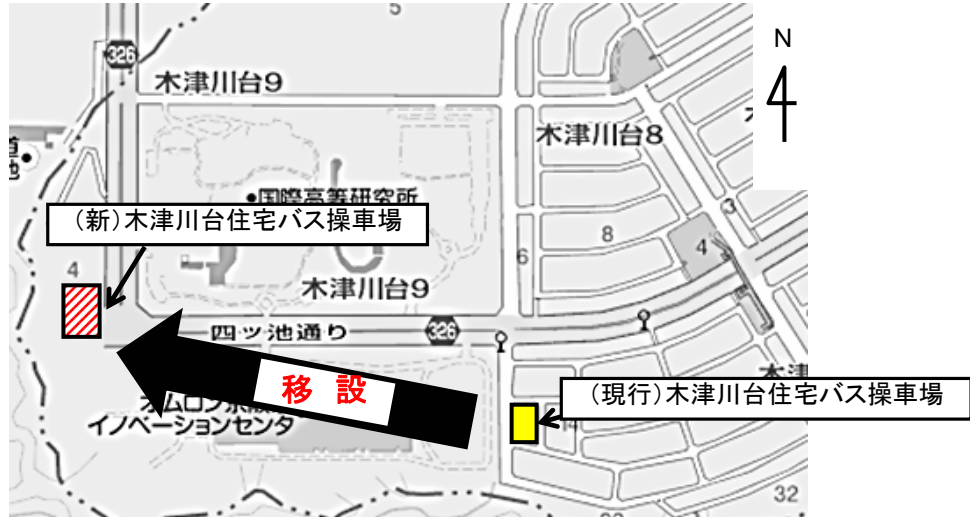 5
N
326
木津川台9
木津川台8
国際高等研究所
(新)木津川台住宅バス操車場
3
8
4
6
4
木津川台9
四ツ池通り
326
移設
(現行)木津川台住宅バス操車場
イノベーションセンタ
14
32